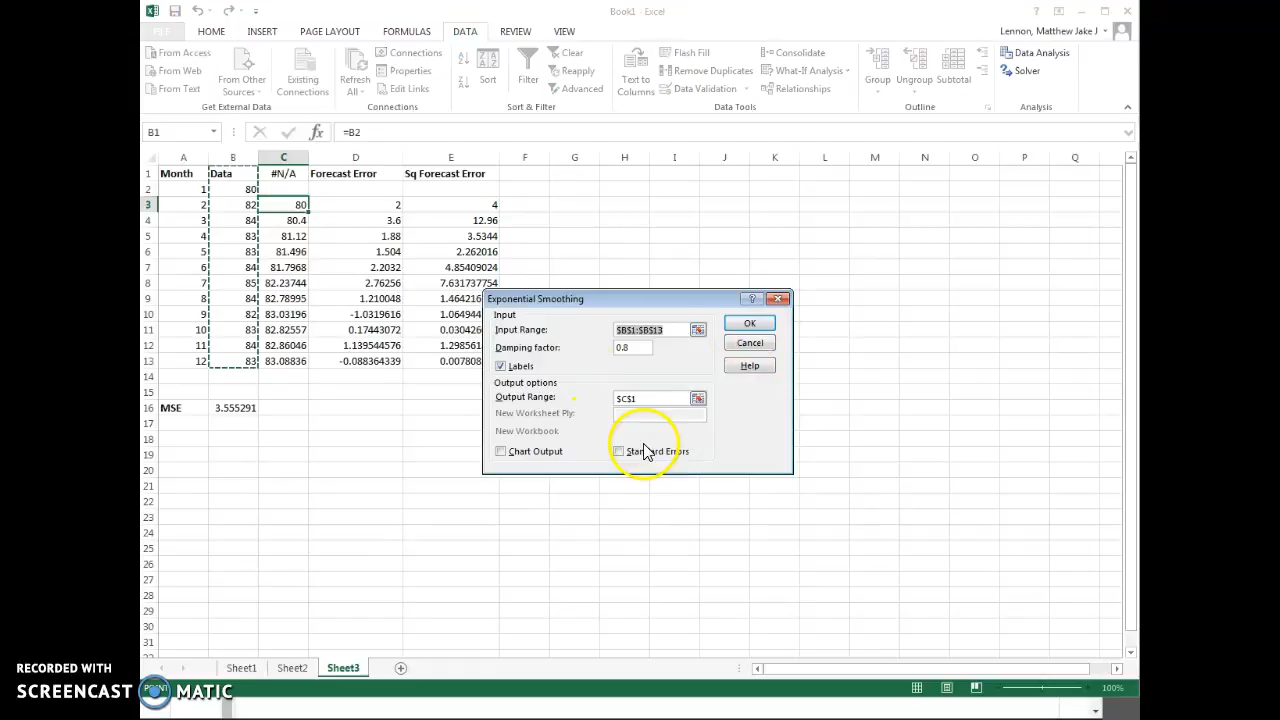 Book1 - Excel
FILE HOME INSERT PAGE LAYOUT FORMULAS DATA REVIEW VIEW Lennon, Matthew Jake J
From Access
From Web
From Text
From Other Sources
Existing Connections
Get External Data
Refresh All
Connections
Properties
Edit Links
Connections
Sort
Filter
Clear
Reapply
Advanced
Sort & Filter
Text to Columns
Flash Fill
Remove Duplicates
Data Validation
Consolidate
What-If Analysis
Relationships
Data Tools
Group Ungroup Subtotal
Outline
Data Analysis
Solver
Analysis
B1 fx =B2
A B C D E F G H I J K L M N O P Q
1 Month Data #N/A Forecast Error Sq Forecast Error
2 1 80
3 2 82 80 2 4
4 3 84 80.4 3.6 12.96
5 4 83 81.12 1.88 3.5344
6 5 83 81.496 1.504 2.262016
7 6 84 81.7968 2.2032 4.85409024
8 7 85 82.23744 2.76256 7.631737754
9 8 84 82.78995 1.210048 1.464216
10 9 82 83.03196 -1.0319616 1.064944
11 10 83 82.82557 0.17443072 0.030426
12 11 84 82.86046 1.139544576 1.298561
13 12 83 83.08836 -0.088364339 0.007808
14
15
16 MSE 3.555291
17
18
19
20
21
22
23
24
25
26
27
28
29
30
31
Exponential Smoothing
Input
Input Range: $B$1:$B$13
Damping factor: 0.8
Labels
Output options
Output Range: $C$1
New Worksheet Ply:
New Workbook
Chart Output Standard Errors
OK
Cancel
Help
Sheet1 Sheet2 Sheet3
100%
RECORDED WITH
SCREENCAST MATIC